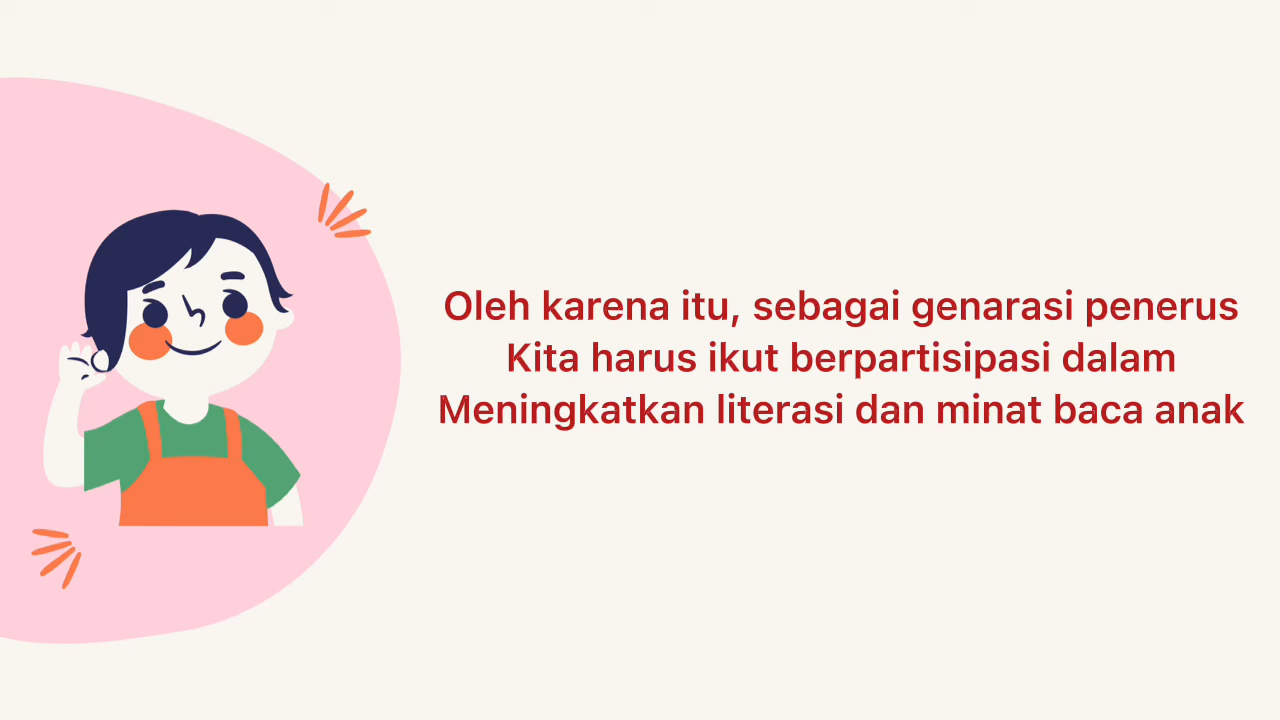 Oleh karena itu, sebagai genarasi penerus
Kita harus ikut berpartisipasi dalam
Meningkatkan literasi dan minat baca anak